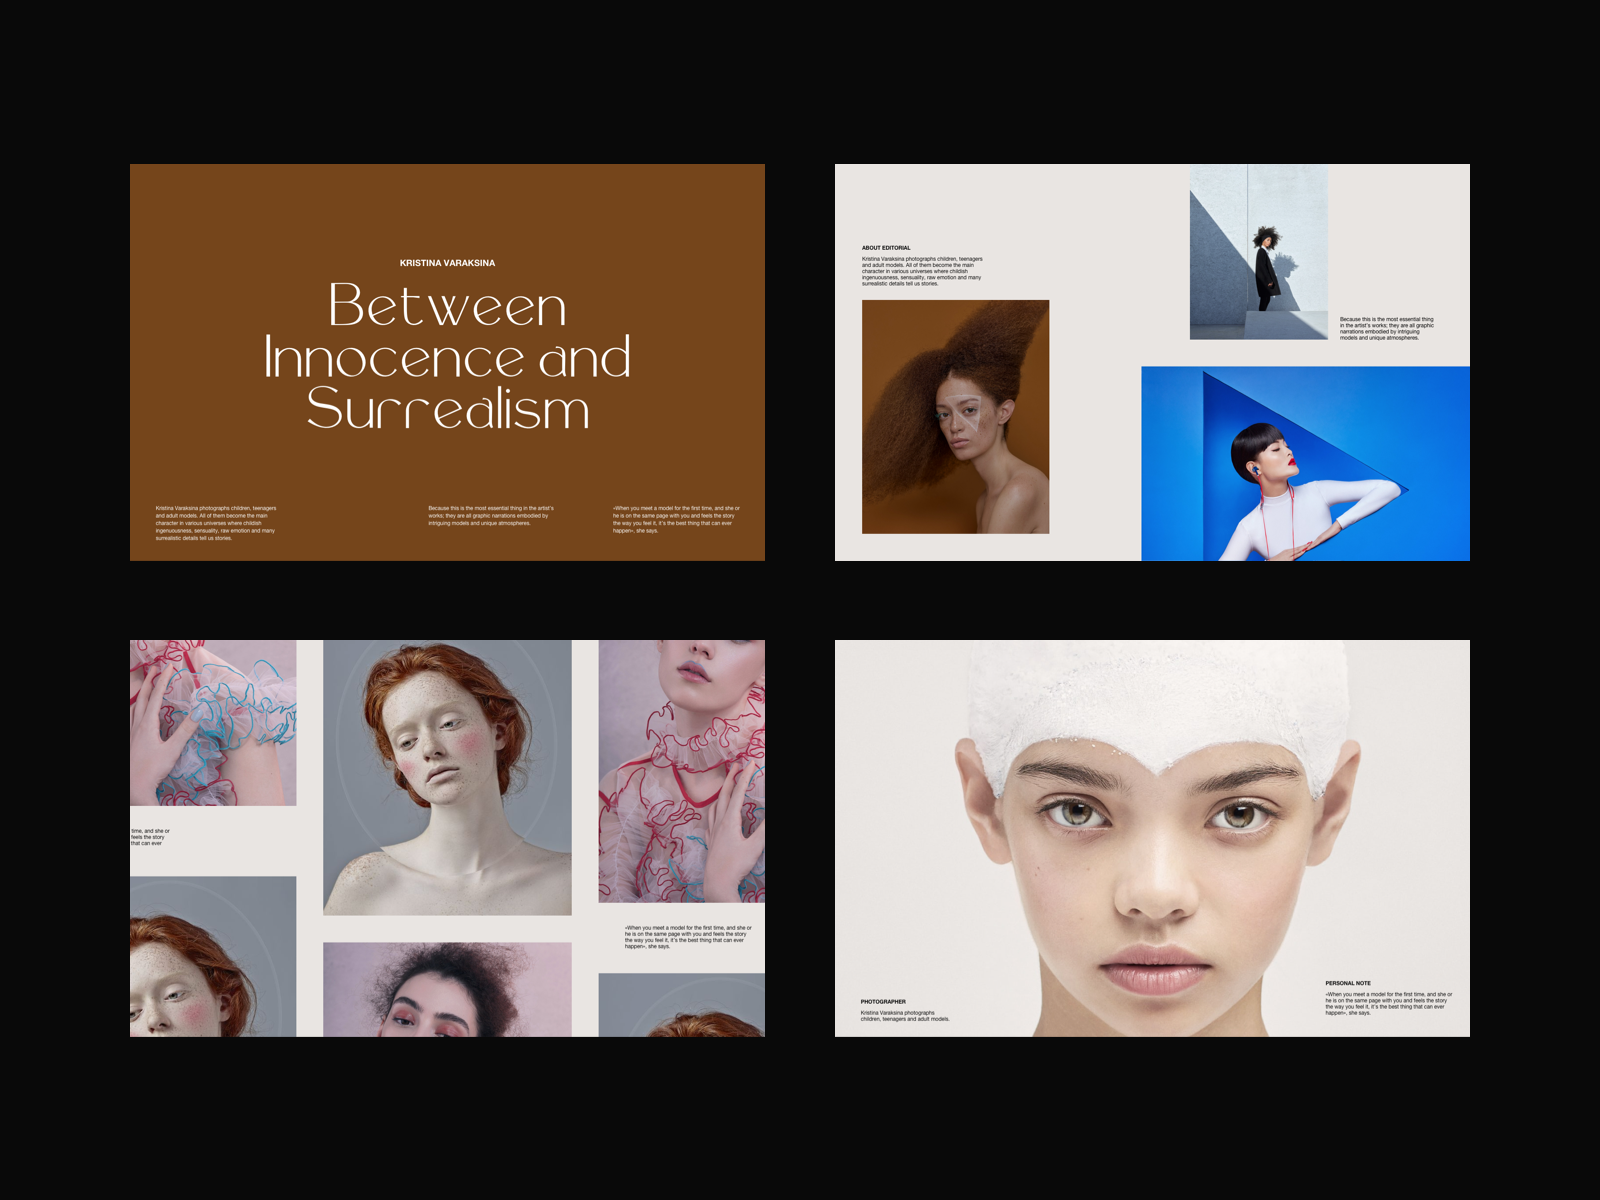 KRISTINA VARAKSINA
Between
Innocence and
Surrealism
Kristina Varaksina photographs children, teenagers
and adult models. All of them become the main
character in various universes where childish
ingenuousness, sensuality, raw emotion and many
surrealistic details tell us stories.
Because this is the most essential thing in the artist's
works; they are all graphic narrations embodied by
intriguing models and unique atmospheres.
«When you meet a model for the first time, and she or
he is on the same page with you and feels the story
the way you feel it, it's the best thing that can ever
happen», she says.
ABOUT EDITORIAL
Kristina Varaksina photographs children, teenagers
and adult models. All of them become the main
character in various universes where childish
ingenuousness, sensuality, raw emotion and many
surrealistic details tell us stories.
Because this is the most essential thing
in the artist's works; they are all graphic
narrations embodied by intriguing
models and unique atmospheres.
time, and she or
feels the story
that can ever
«When you meet a model for the first time, and she or
he is on the same page with you and feels the story
the way you feel it, it's the best thing that can ever
happen», she says.
PHOTOGRAPHER
Kristina Varaksina photographs
children, teenagers and adult models.
PERSONAL NOTE
«When you meet a model for the first time, and she or
he is on the same page with you and feels the story
the way you feel it, it's the best thing that can ever
happen», she says.